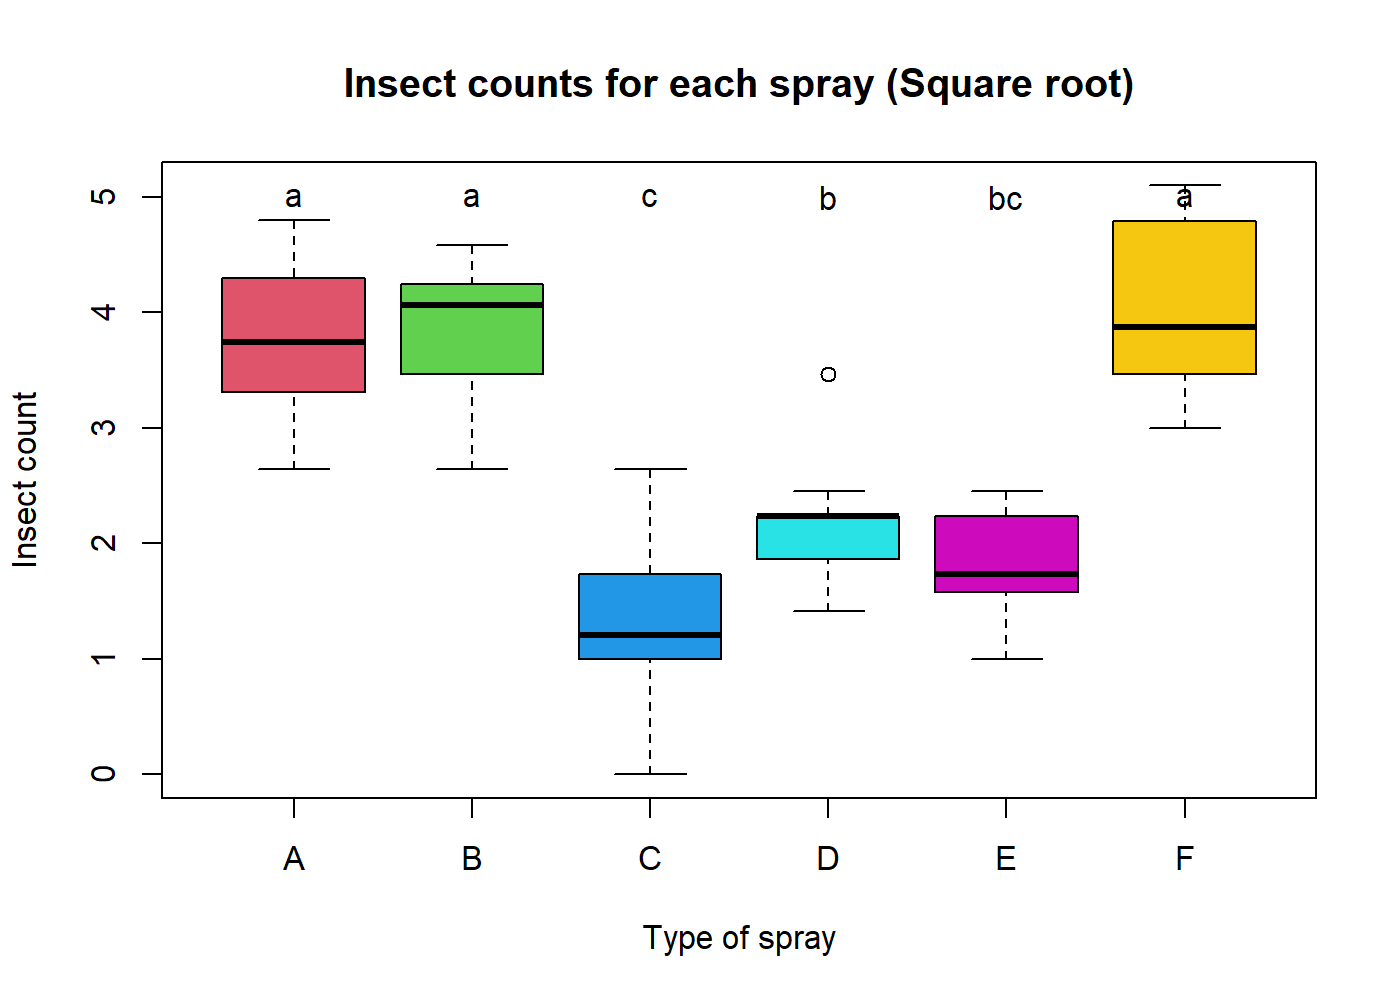 Insect counts for each spray (Square root)
Insect count
5
4
3
2
1
0
a a c b bc a
A B C D E F
Type of spray